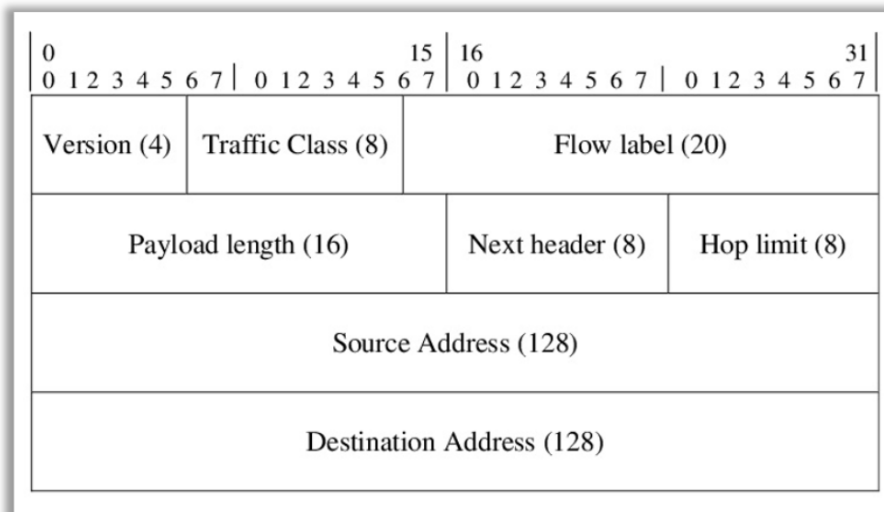 0 15 16 31
0 1 2 3 4 5 6 7 0 1 2 3 4 5 6 7 0 1 2 3 4 5 6 7 0 1 2 3 4 5 6 7
Version (4) Traffic Class (8) Flow label (20)
Payload length (16) Next header (8) Hop limit (8)
Source Address (128)
Destination Address (128)